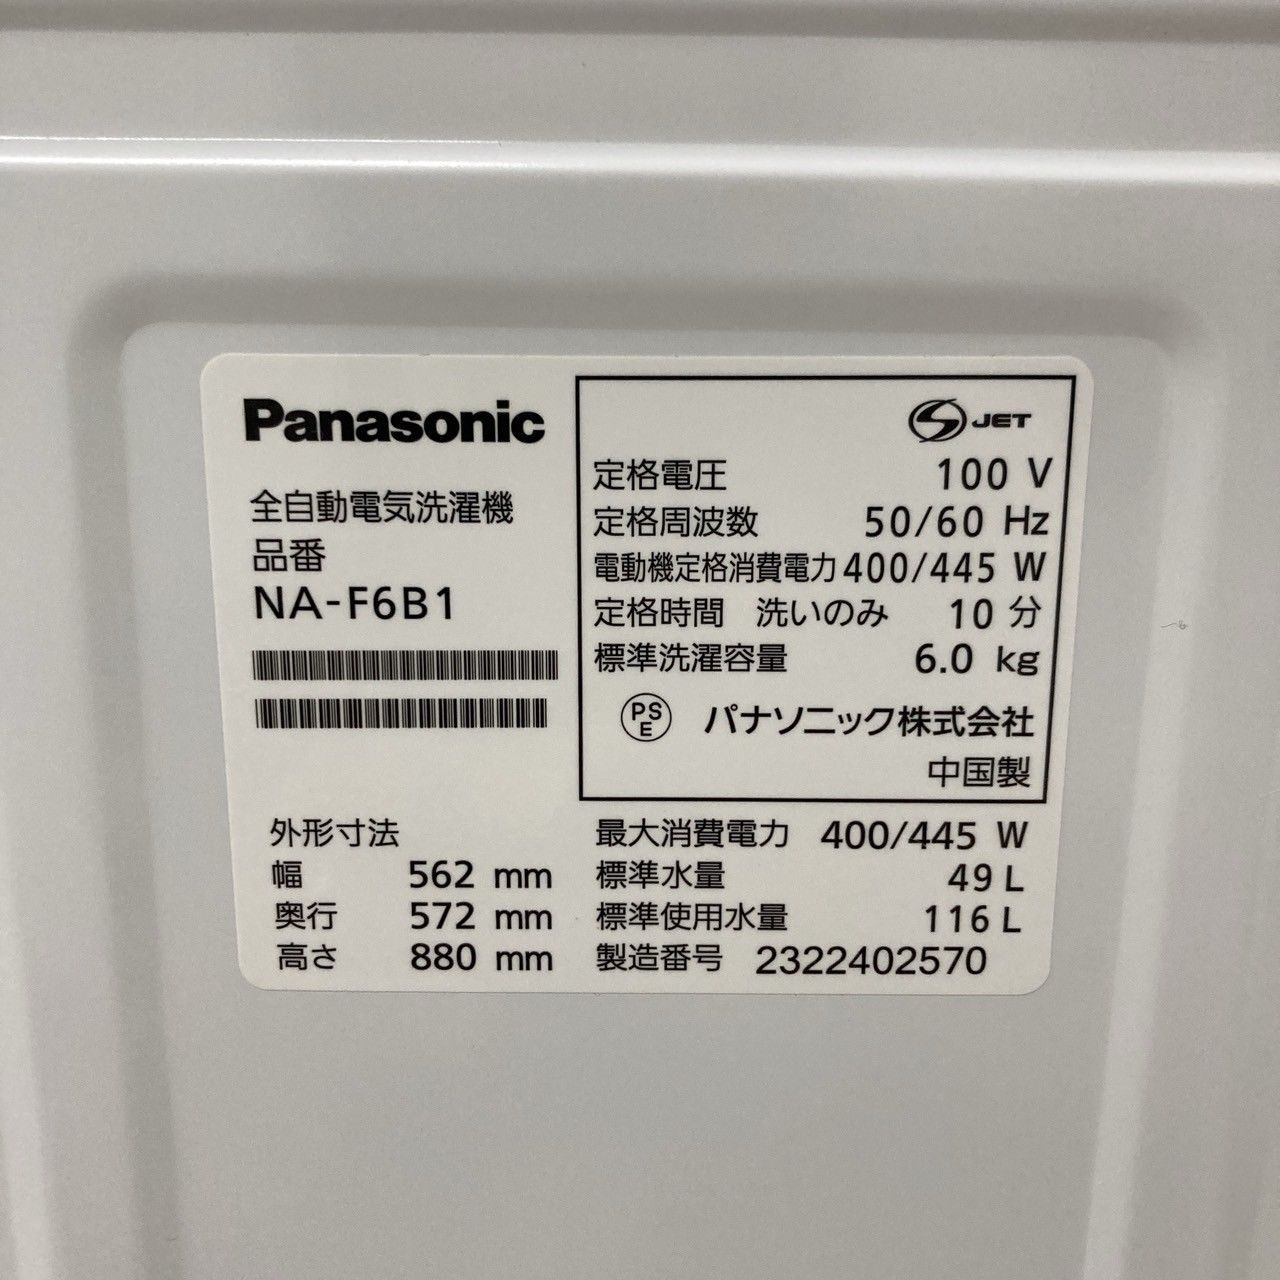 Panasonic
全自動電気洗濯機
品番
NA-F6B1
JET
定格電圧 100 V
定格周波数 50/60 Hz
電動機定格消費電力 400/445 W
定格時間 洗いのみ 10 分
標準洗濯容量 6.0 kg
PSE パナソニック株式会社
中国製
外形寸法
幅 562 mm
奥行 572 mm
高さ 880 mm
最大消費電力 400/445 W
標準水量 49 L
標準使用水量 116 L
製造番号 2322402570